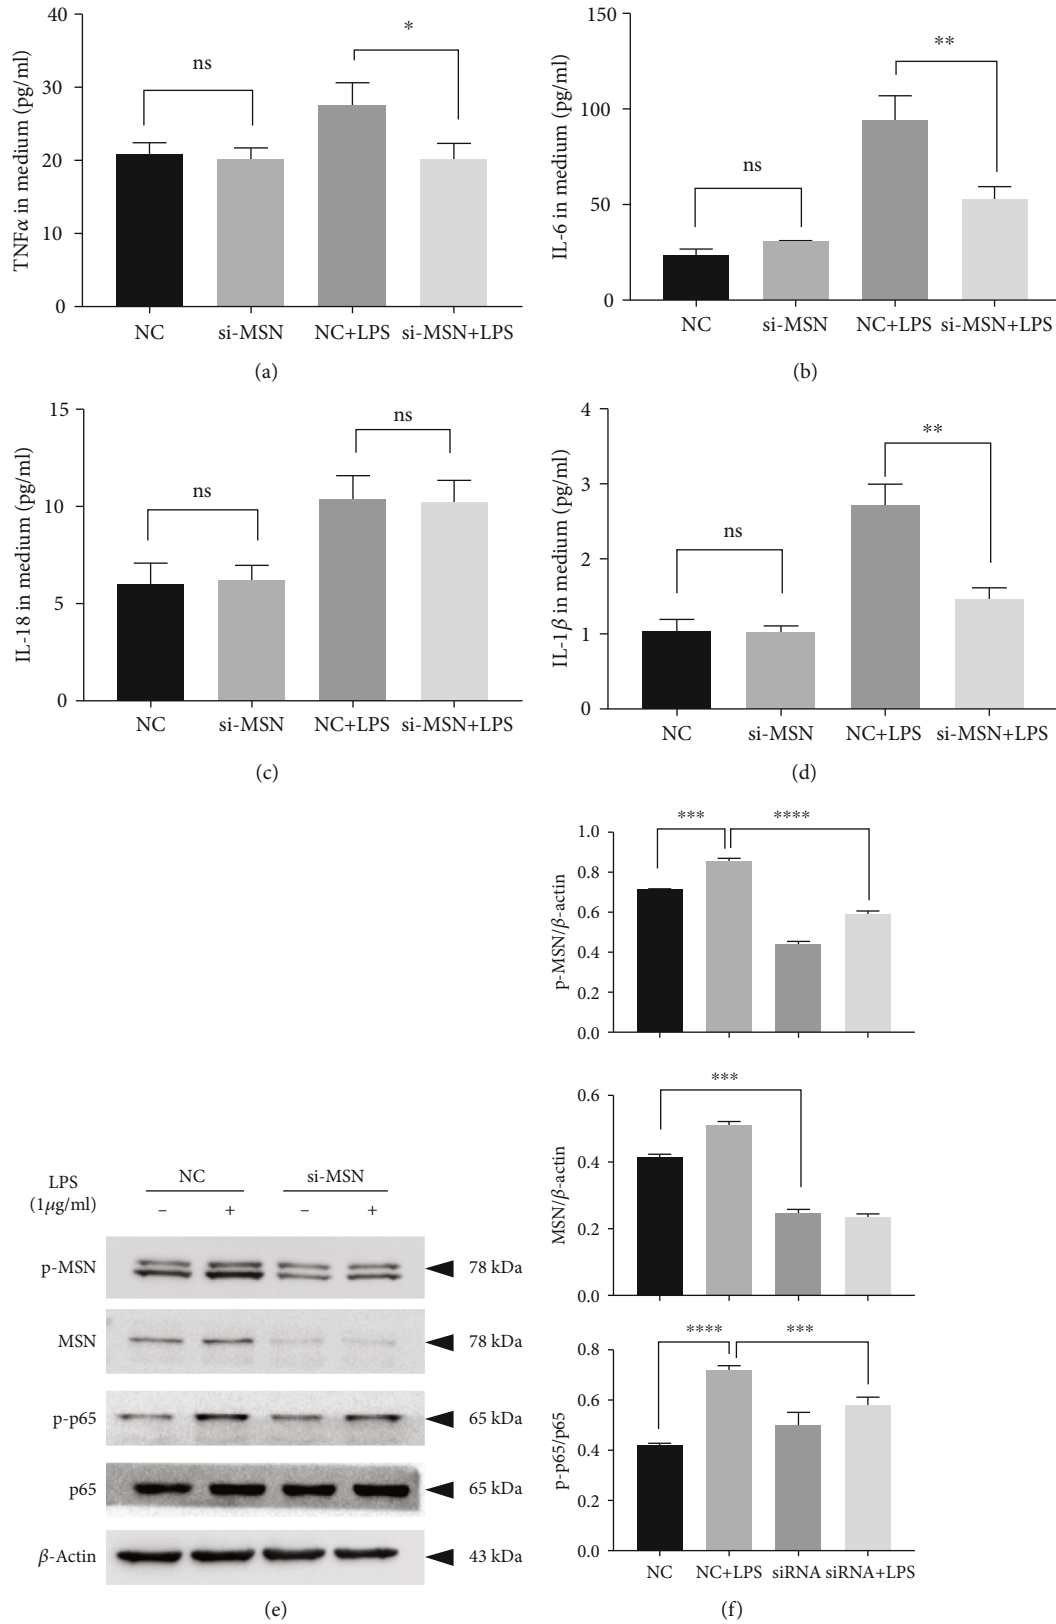 40
30
20
10
0
TNFα in medium (pg/ml)
ns
*
NC si-MSN NC+LPS si-MSN+LPS
(a)
150
100
50
0
IL-6 in medium (pg/ml)
ns
**
NC si-MSN NC+LPS si-MSN+LPS
(b)
15
10
5
0
IL-18 in medium (pg/ml)
ns
ns
NC si-MSN NC+LPS si-MSN+LPS
(c)
4
3
2
1
0
IL-1β in medium (pg/ml)
ns
**
NC si-MSN NC+LPS si-MSN+LPS
(d)
LPS
(1μg/ml)
NC si-MSN
– + – +
p-MSN 78 kDa
MSN 78 kDa
p-p65 65 kDa
p65 65 kDa
β-Actin 43 kDa
(e)
1.0
0.8
0.6
0.4
0.2
0.0
p-MSN/β-actin
*** ****
0.6
0.4
0.2
0.0
MSN/β-actin
***
0.8
0.6
0.4
0.2
0.0
p-p65/p65
**** ***
NC NC+LPS siRNA siRNA+LPS
(f)